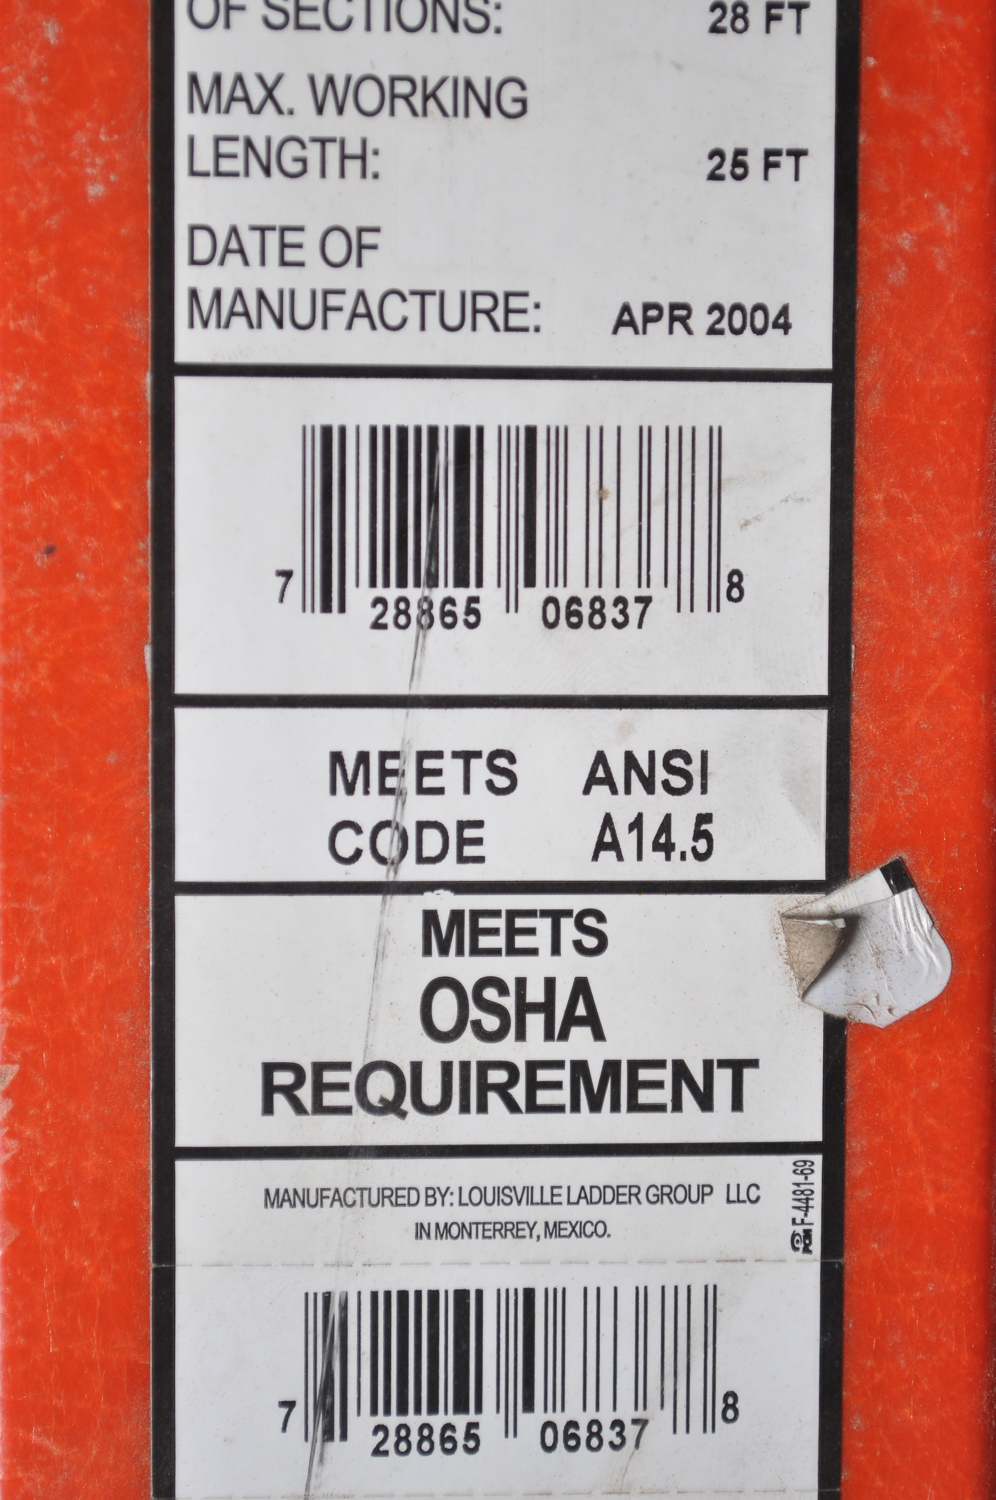 OF SECTIONS: 28 FT
MAX. WORKING
LENGTH: 25 FT
DATE OF
MANUFACTURE: APR 2004
7 28865 06837 8
MEETS ANSI
CODE A14.5
MEETS
OSHA
REQUIREMENT
MANUFACTURED BY: LOUISVILLE LADDER GROUP LLC
IN MONTERREY, MEXICO.
F-4481-69
7 28865 06837 8